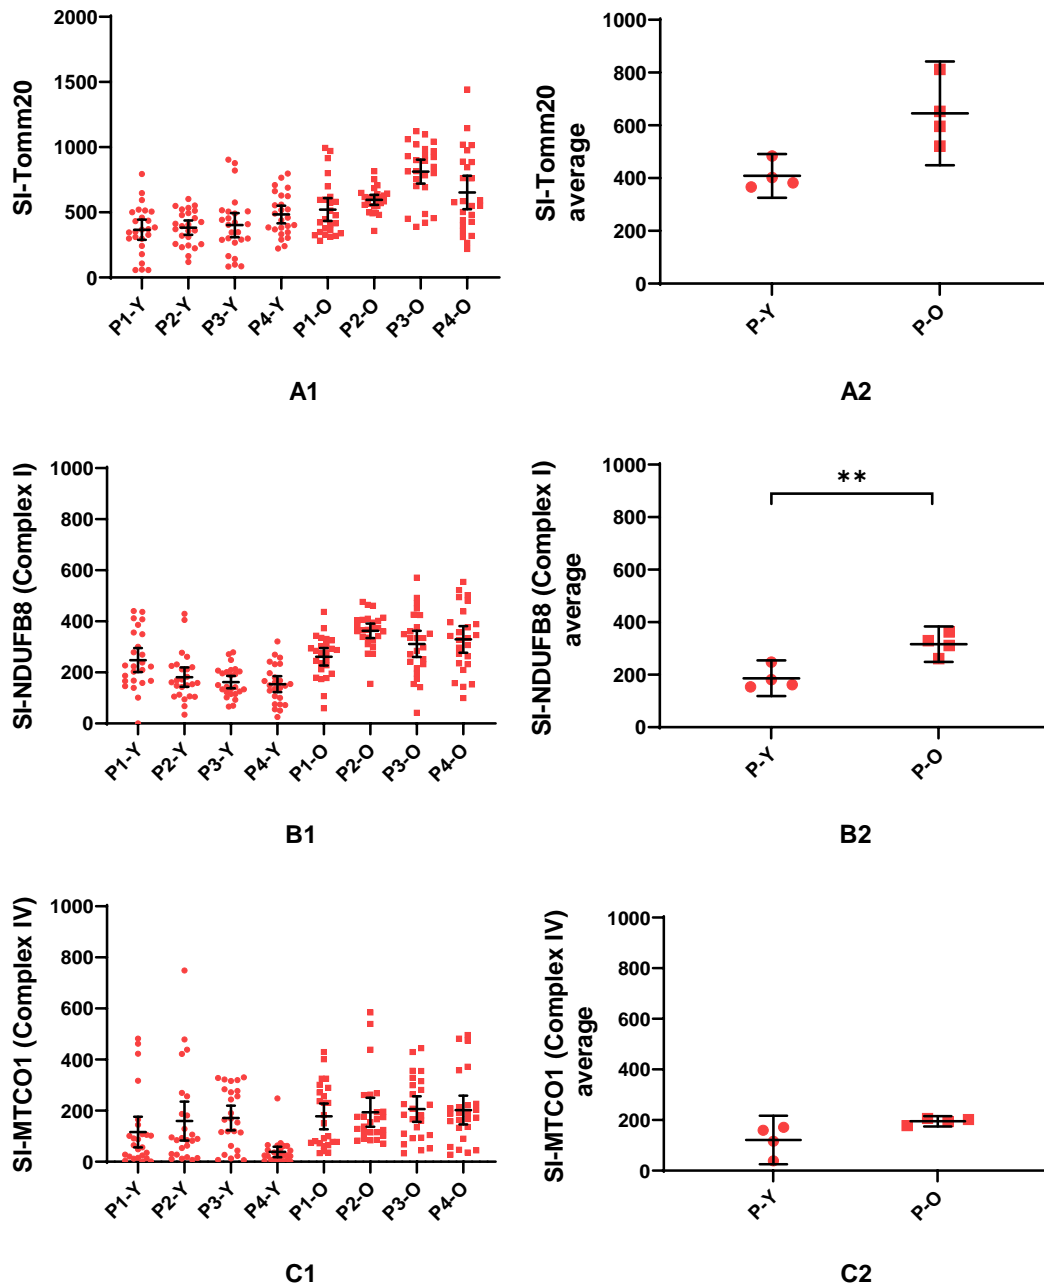 SI-Tomm20
2000
1500
1000
500
0
P1-Y
P2-Y
P3-Y
P4-Y
P1-O
P2-O
P3-O
P4-O
A1
SI-Tomm20
average
1000
800
600
400
200
0
P-Y
P-O
A2
SI-NDUFB8 (Complex I)
1000
800
600
400
200
0
P1-Y
P2-Y
P3-Y
P4-Y
P1-O
P2-O
P3-O
P4-O
B1
SI-NDUFB8 (Complex I)
average
1000
800
600
400
200
0
**
P-Y
P-O
B2
SI-MTCO1 (Complex IV)
1000
800
600
400
200
0
P1-Y
P2-Y
P3-Y
P4-Y
P1-O
P2-O
P3-O
P4-O
C1
SI-MTCO1 (Complex IV)
average
1000
800
600
400
200
0
P-Y
P-O
C2